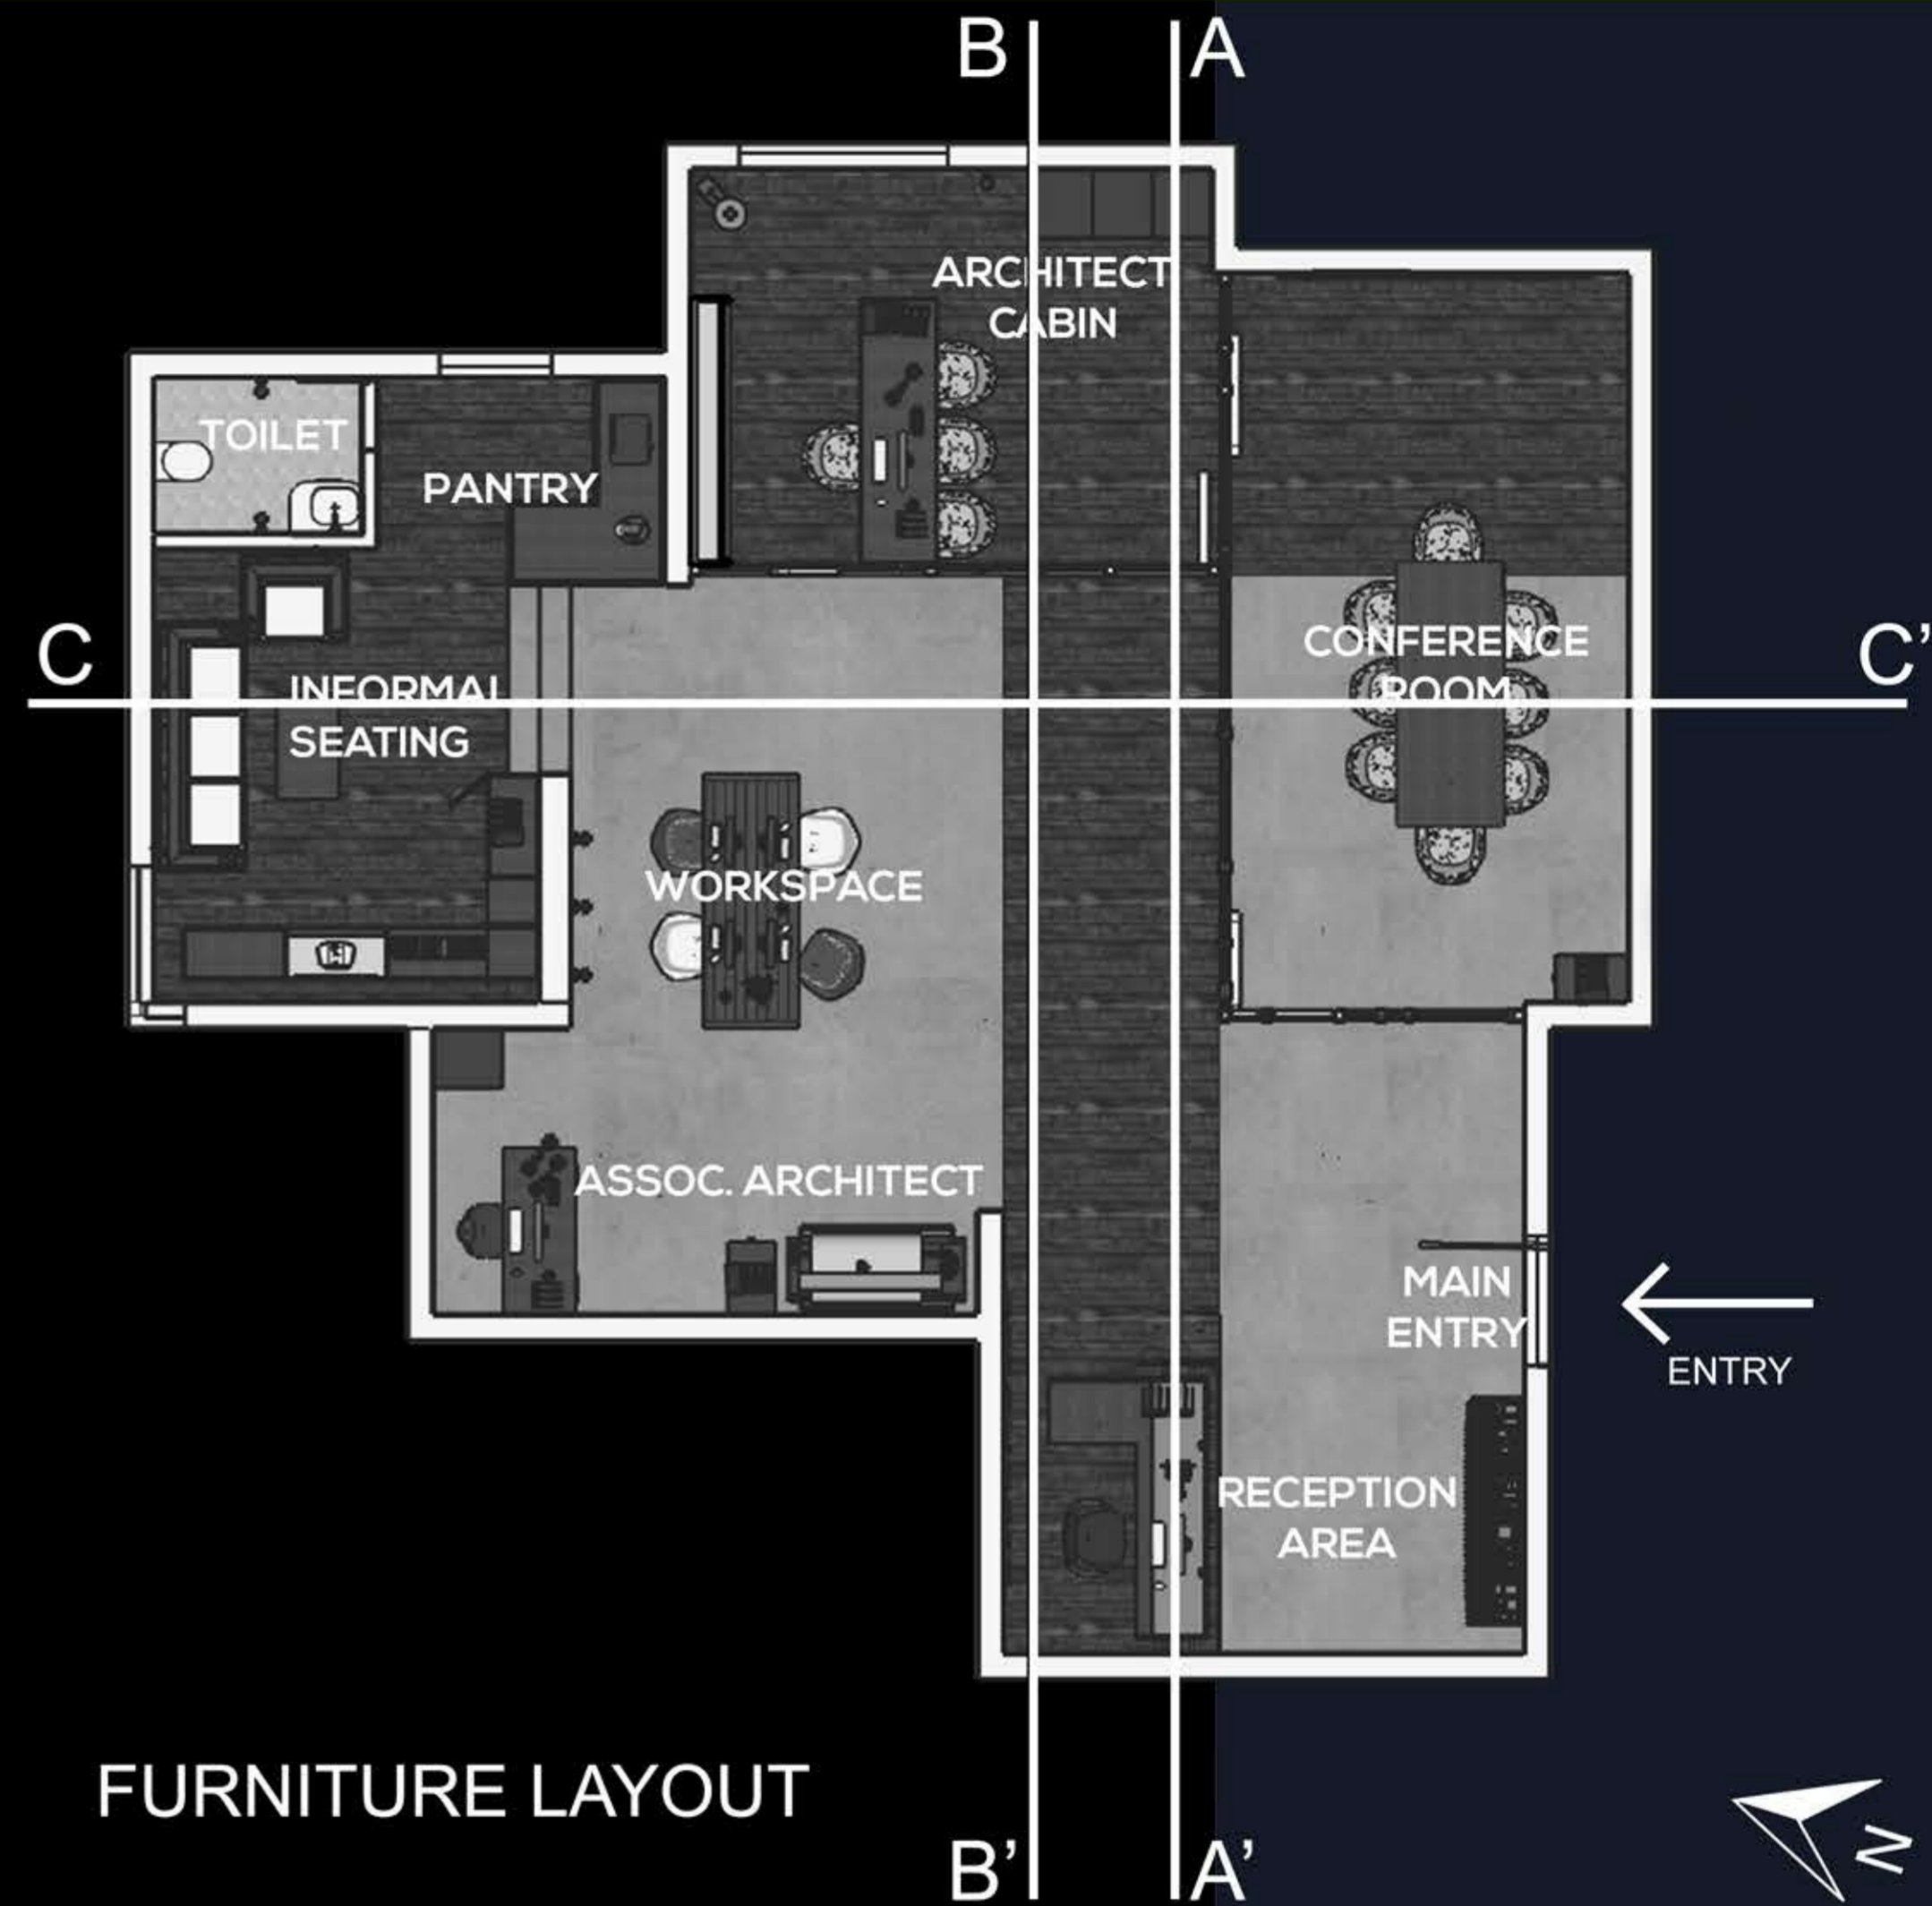 B
A
ARCHITECT
CABIN
TOILET
PANTRY
C
C’
CONFERENCE
ROOM
INFORMAL
SEATING
WORKSPACE
ASSOC. ARCHITECT
MAIN
ENTRY
ENTRY
RECEPTION
AREA
FURNITURE LAYOUT
B’
A’
N